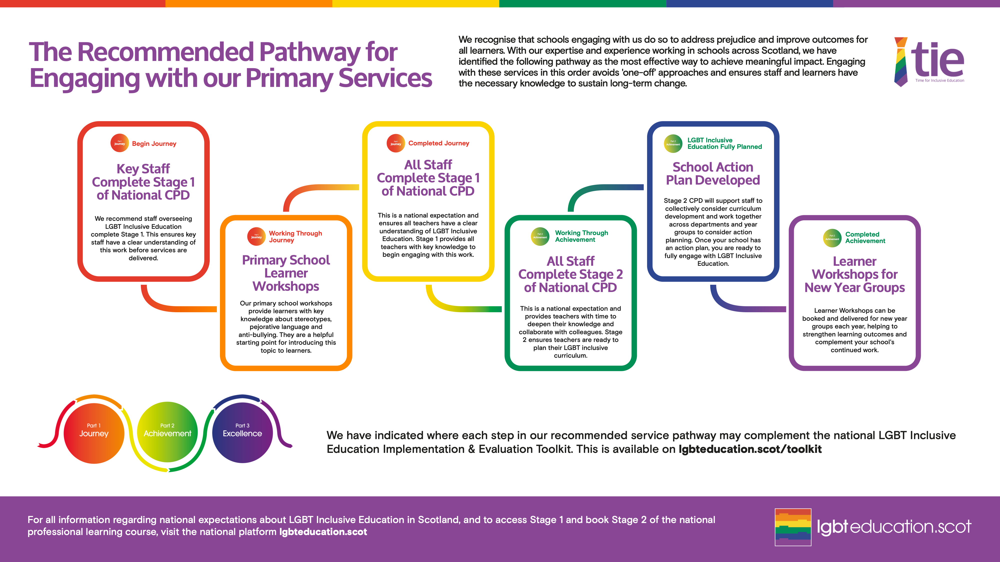 The Recommended Pathway for
Engaging with our Primary Services
We recognise that schools engaging with us do so to address prejudice and improve outcomes for
all learners. With our expertise and experience working in schools across Scotland, we have
identified the following pathway as the most effective way to achieve meaningful impact. Engaging
with these services in this order avoids 'one-off' approaches and ensures staff and learners have
the necessary knowledge to sustain long-term change.
tie
Time for Inclusive Education
Part 1
Journey
Begin Journey
Key Staff
Complete Stage 1
of National CPD
We recommend staff overseeing
LGBT Inclusive Education
complete Stage 1. This ensures key
staff have a clear understanding of
this work before services are
delivered.
Part 1
Journey
Working Through
Journey
Primary School
Learner
Workshops
Our primary school workshops
provide learners with key
knowledge about stereotypes,
pejorative language and
anti-bullying. They are a helpful
starting point for introducing this
topic to learners.
Part 1
Journey
Completed Journey
All Staff
Complete Stage 1
of National CPD
This is a national expectation and
ensures all teachers have a clear
understanding of LGBT Inclusive
Education. Stage 1 provides all
teachers with key knowledge to
begin engaging with this work.
Part 2
Achievement
Working Through
Achievement
All Staff
Complete Stage 2
of National CPD
This is a national expectation and
provides teachers with time to
deepen their knowledge and
collaborate with colleagues. Stage
2 ensures teachers are ready to
plan their LGBT inclusive
curriculum.
Part 2
Achievement
LGBT Inclusive
Education Fully Planned
School Action
Plan Developed
Stage 2 CPD will support staff to
collectively consider curriculum
development and work together
across departments and year
groups to consider action
planning. Once your school has
an action plan, you are ready to
fully engage with LGBT Inclusive
Education.
Part 2
Achievement
Completed
Achievement
Learner
Workshops for
New Year Groups
Learner Workshops can be
booked and delivered for new year
groups each year, helping to
strengthen learning outcomes and
complement your school's
continued work.
Part 1
Journey
Part 2
Achievement
Part 3
Excellence
We have indicated where each step in our recommended service pathway may complement the national LGBT Inclusive
Education Implementation & Evaluation Toolkit. This is available on lgbteducation.scot/toolkit
For all information regarding national expectations about LGBT Inclusive Education in Scotland, and to access Stage 1 and book Stage 2 of the national
professional learning course, visit the national platform lgbteducation.scot
lgbteducation.scot